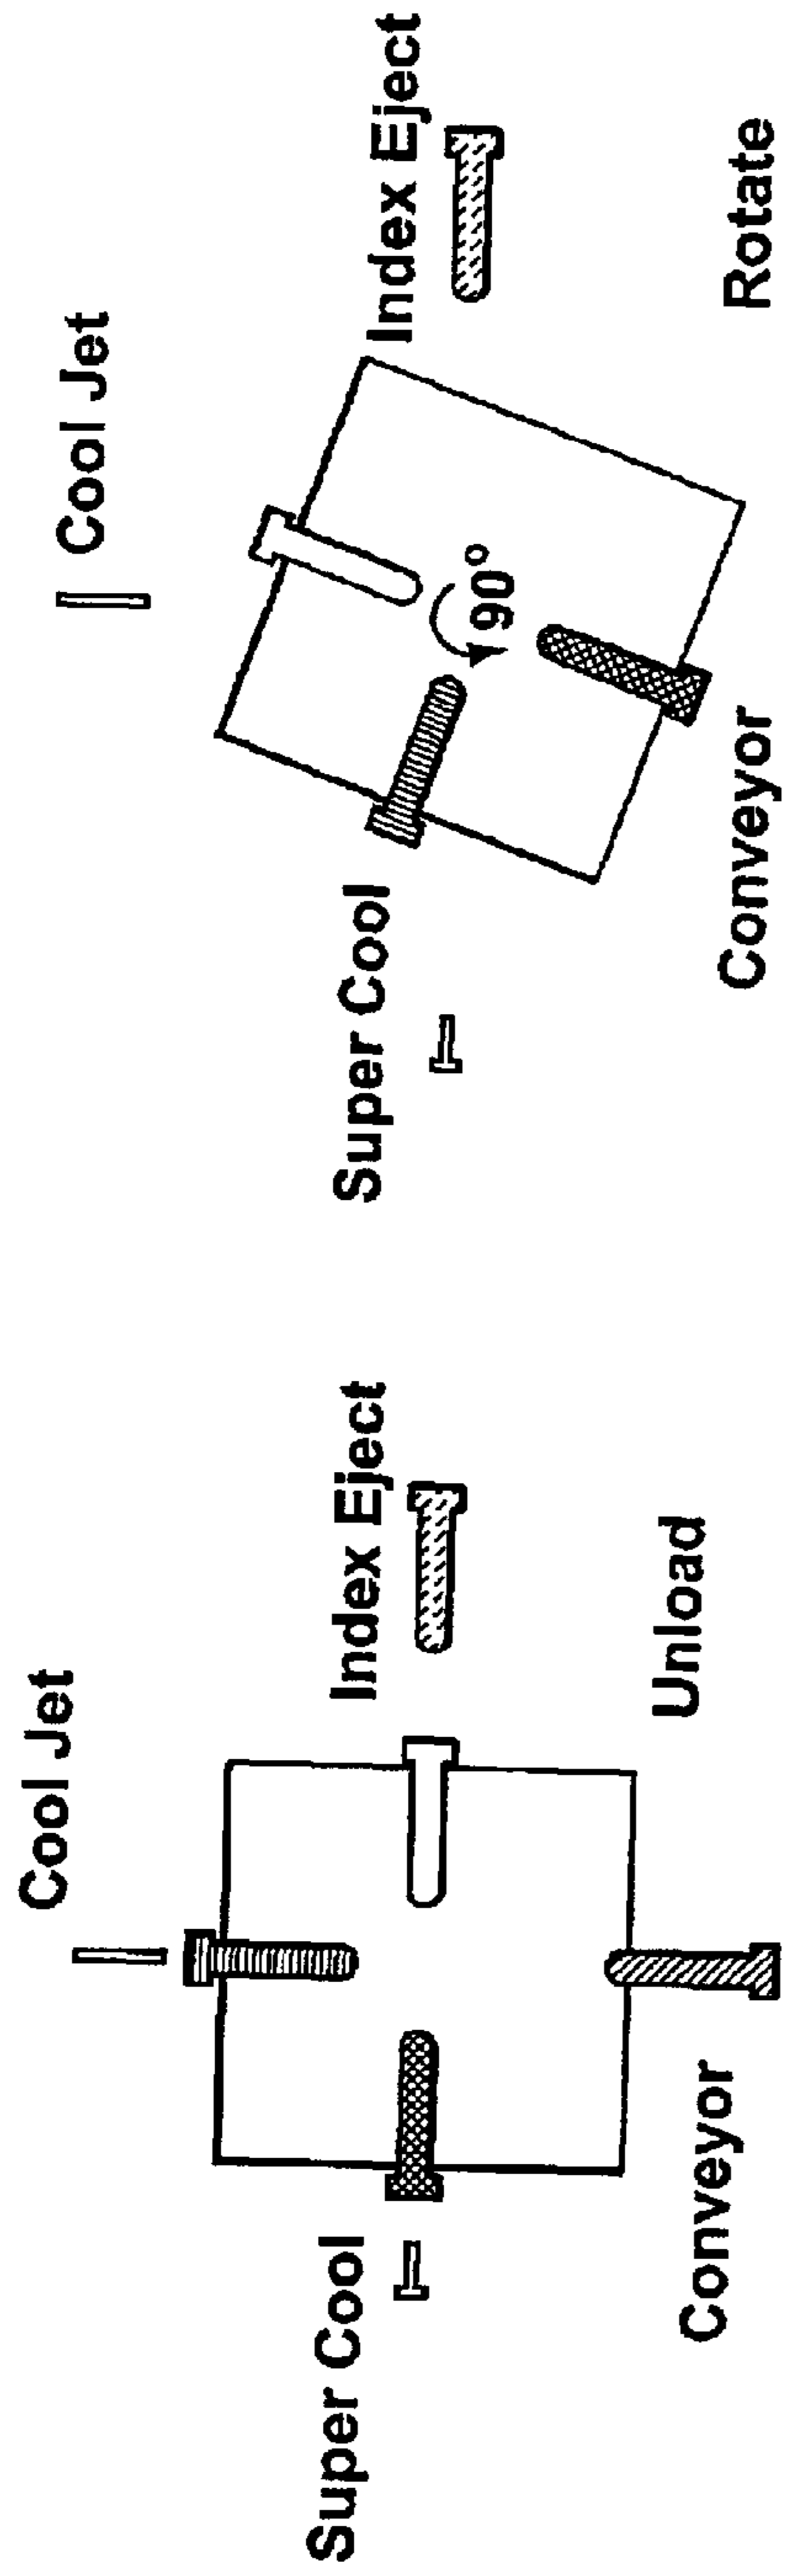 Cool Jet
Super Cool
Index Eject
Conveyor
Unload
Cool Jet
Super Cool
Index Eject
90°
Conveyor
Rotate